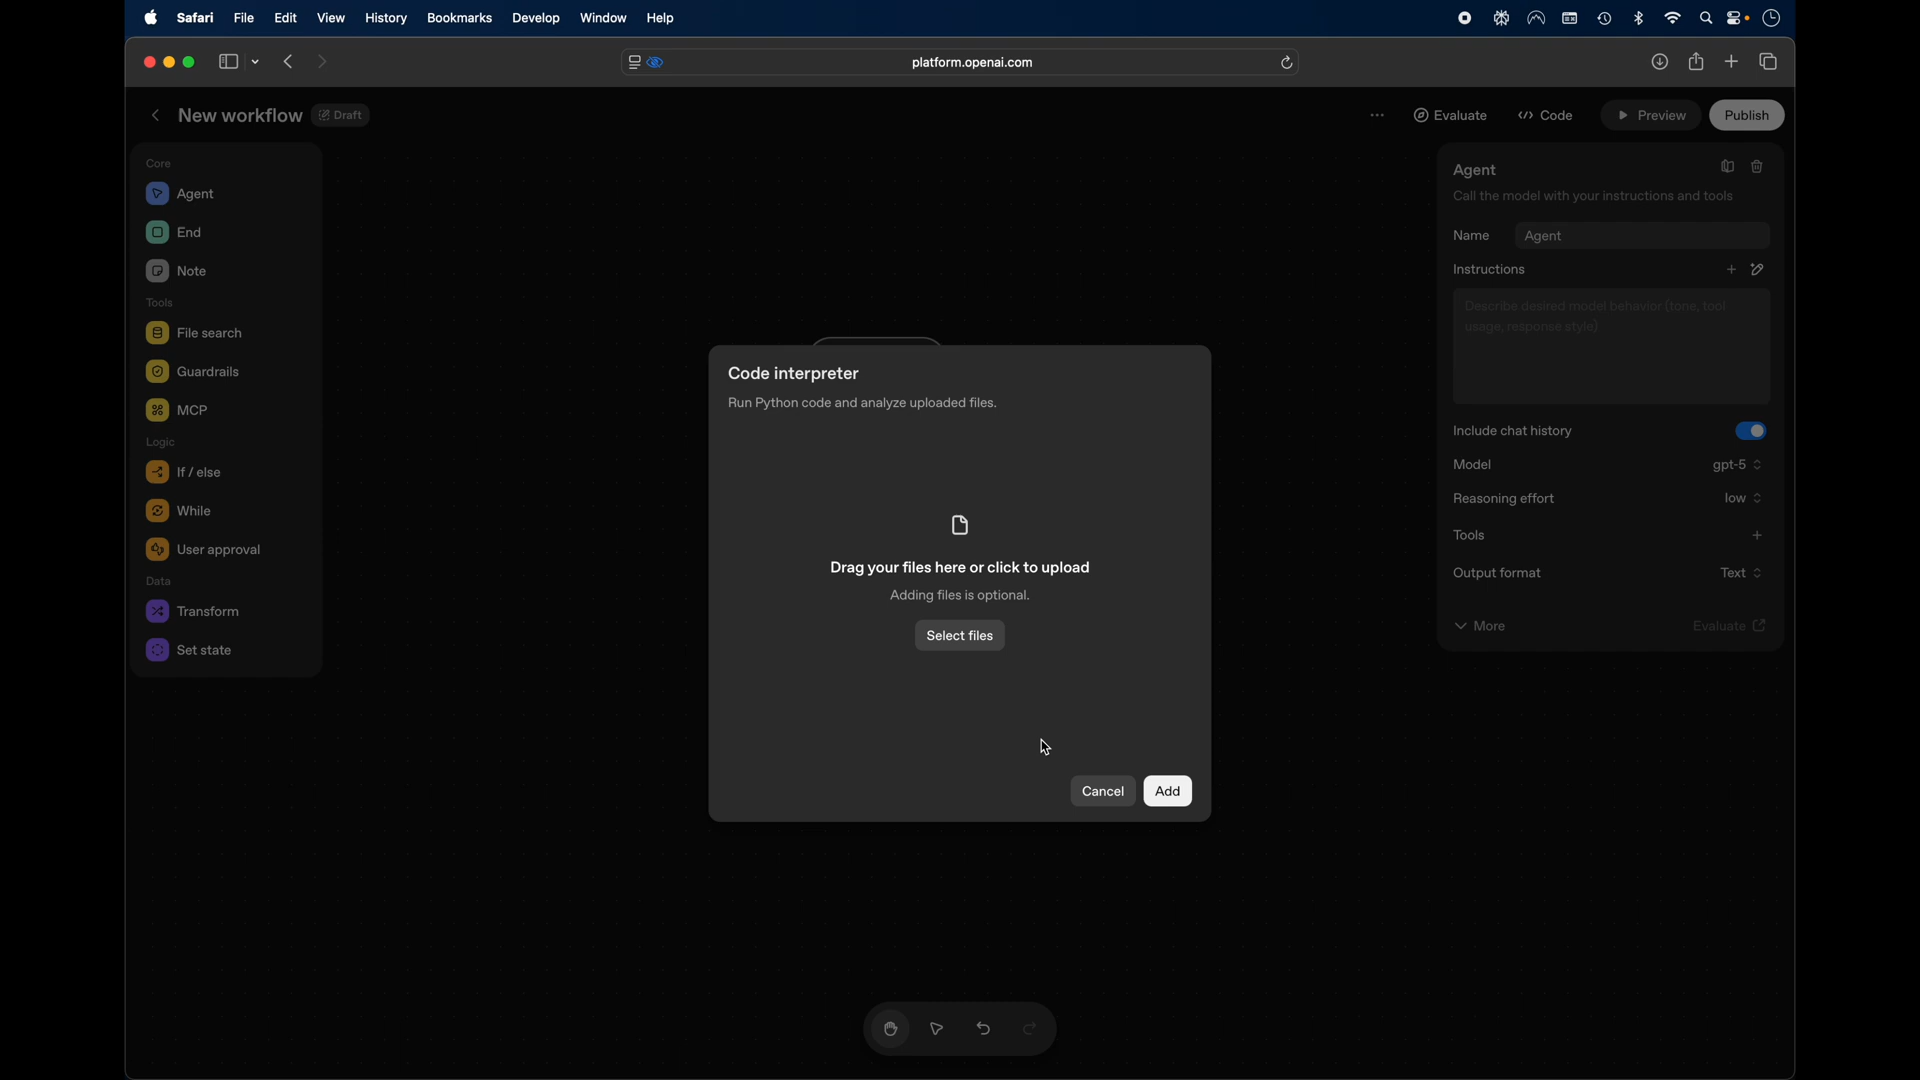 Safari File Edit View History Bookmarks Develop Window Help
platform.openai.com
New workflow Draft
Evaluate Code Preview Publish
Core
Agent
End
Note
Tools
File search
Guardrails
MCP
Logic
If / else
While
User approval
Data
Transform
Set state
Code interpreter
Run Python code and analyze uploaded files.
Drag your files here or click to upload
Adding files is optional.
Select files
Cancel Add
Agent
Call the model with your instructions and tools
Name Agent
Instructions
Describe desired model behavior (tone, tool
usage, response style)
Include chat history
Model gpt-5
Reasoning effort low
Tools
Output format Text
More Evaluate